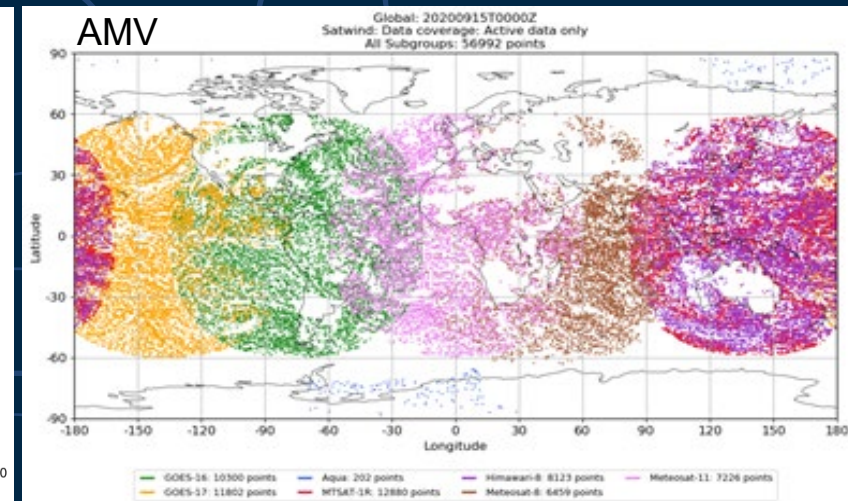 AMV
Global: 20200915T0000Z
Satwind: Data coverage: Active data only
All Subgroups: 56992 points
90
60
30
0
-30
-60
-90
Latitude
-180 -150 -120 -90 -60 -30 0 30 60 90 120 150 180
Longitude
GOES-16: 10300 points Aqua: 202 points Himawari-8: 8123 points Meteosat-11: 7226 points
GOES-17: 11802 points MTSAT-1R: 12880 points Meteosat-8: 6459 points
0